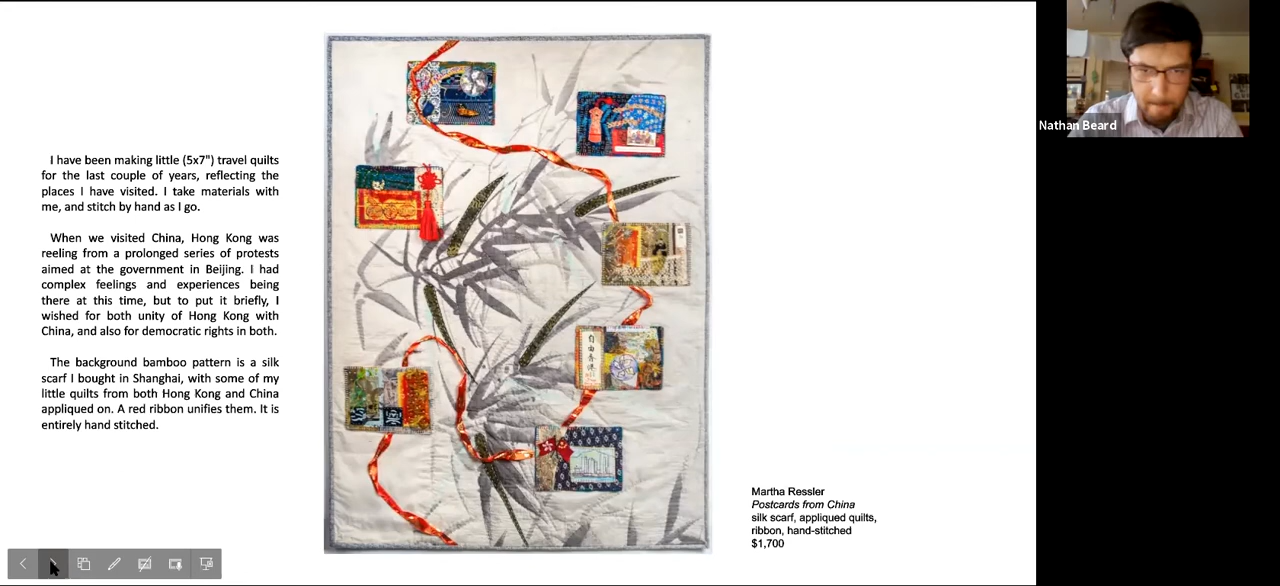 I have been making little (5x7") travel quilts
for the last couple of years, reflecting the
places I have visited. I take materials with
me, and stitch by hand as I go.
When we visited China, Hong Kong was
reeling from a prolonged series of protests
aimed at the government in Beijing. I had
complex feelings and experiences being
there at this time, but to put it briefly, I
wished for both unity of Hong Kong with
China, and also for democratic rights in both.
The background bamboo pattern is a silk
scarf I bought in Shanghai, with some of my
little quilts from both Hong Kong and China
appliqued on. A red ribbon unifies them. It is
entirely hand stitched.
自由香港
Martha Ressler
Postcards from China
silk scarf, appliqued quilts,
ribbon, hand-stitched
$1,700
Nathan Beard